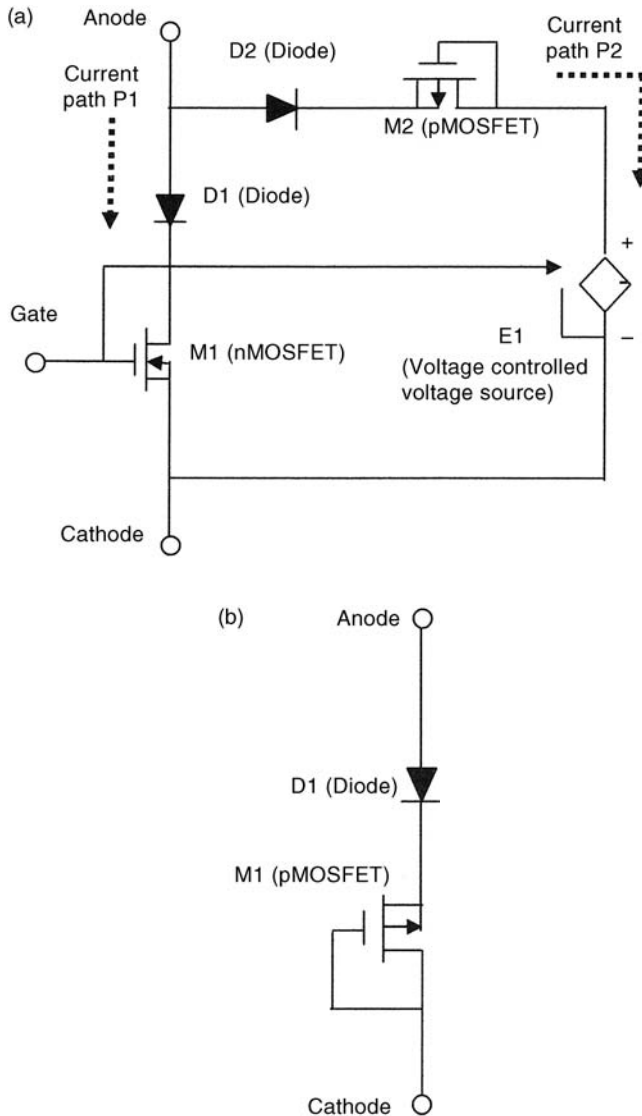 (a)
Anode
Current
path P1
D2 (Diode)
M2 (pMOSFET)
Current
path P2
D1 (Diode)
Gate
M1 (nMOSFET)
+
−
E1
(Voltage controlled
voltage source)
−
Cathode
(b)
Anode
D1 (Diode)
M1 (pMOSFET)
Cathode